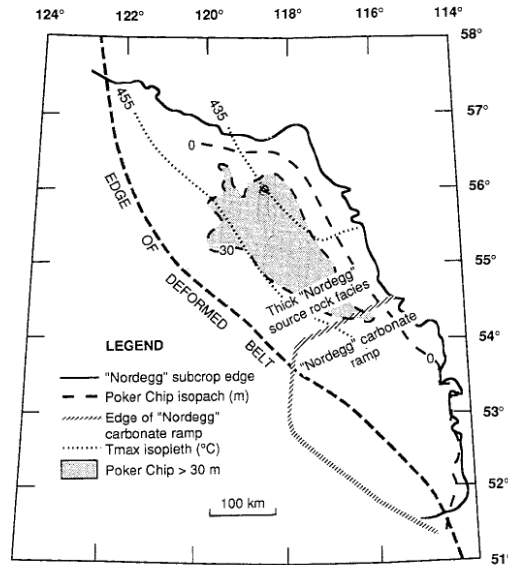 124° 120° 119° 118° 116° 114°
58°
57°
56°
55°
54°
53°
52°
51°
455
435
0
30
EDGE OF DEFORMED BELT
Thick "Nordegg"
source rock facies
"Nordegg" carbonate
ramp
0
LEGEND
"Nordegg" subcrop edge
Poker Chip isopach (m)
Edge of "Nordegg"
carbonate ramp
Tmax isopleth (°C)
Poker Chip > 30 m
100 km